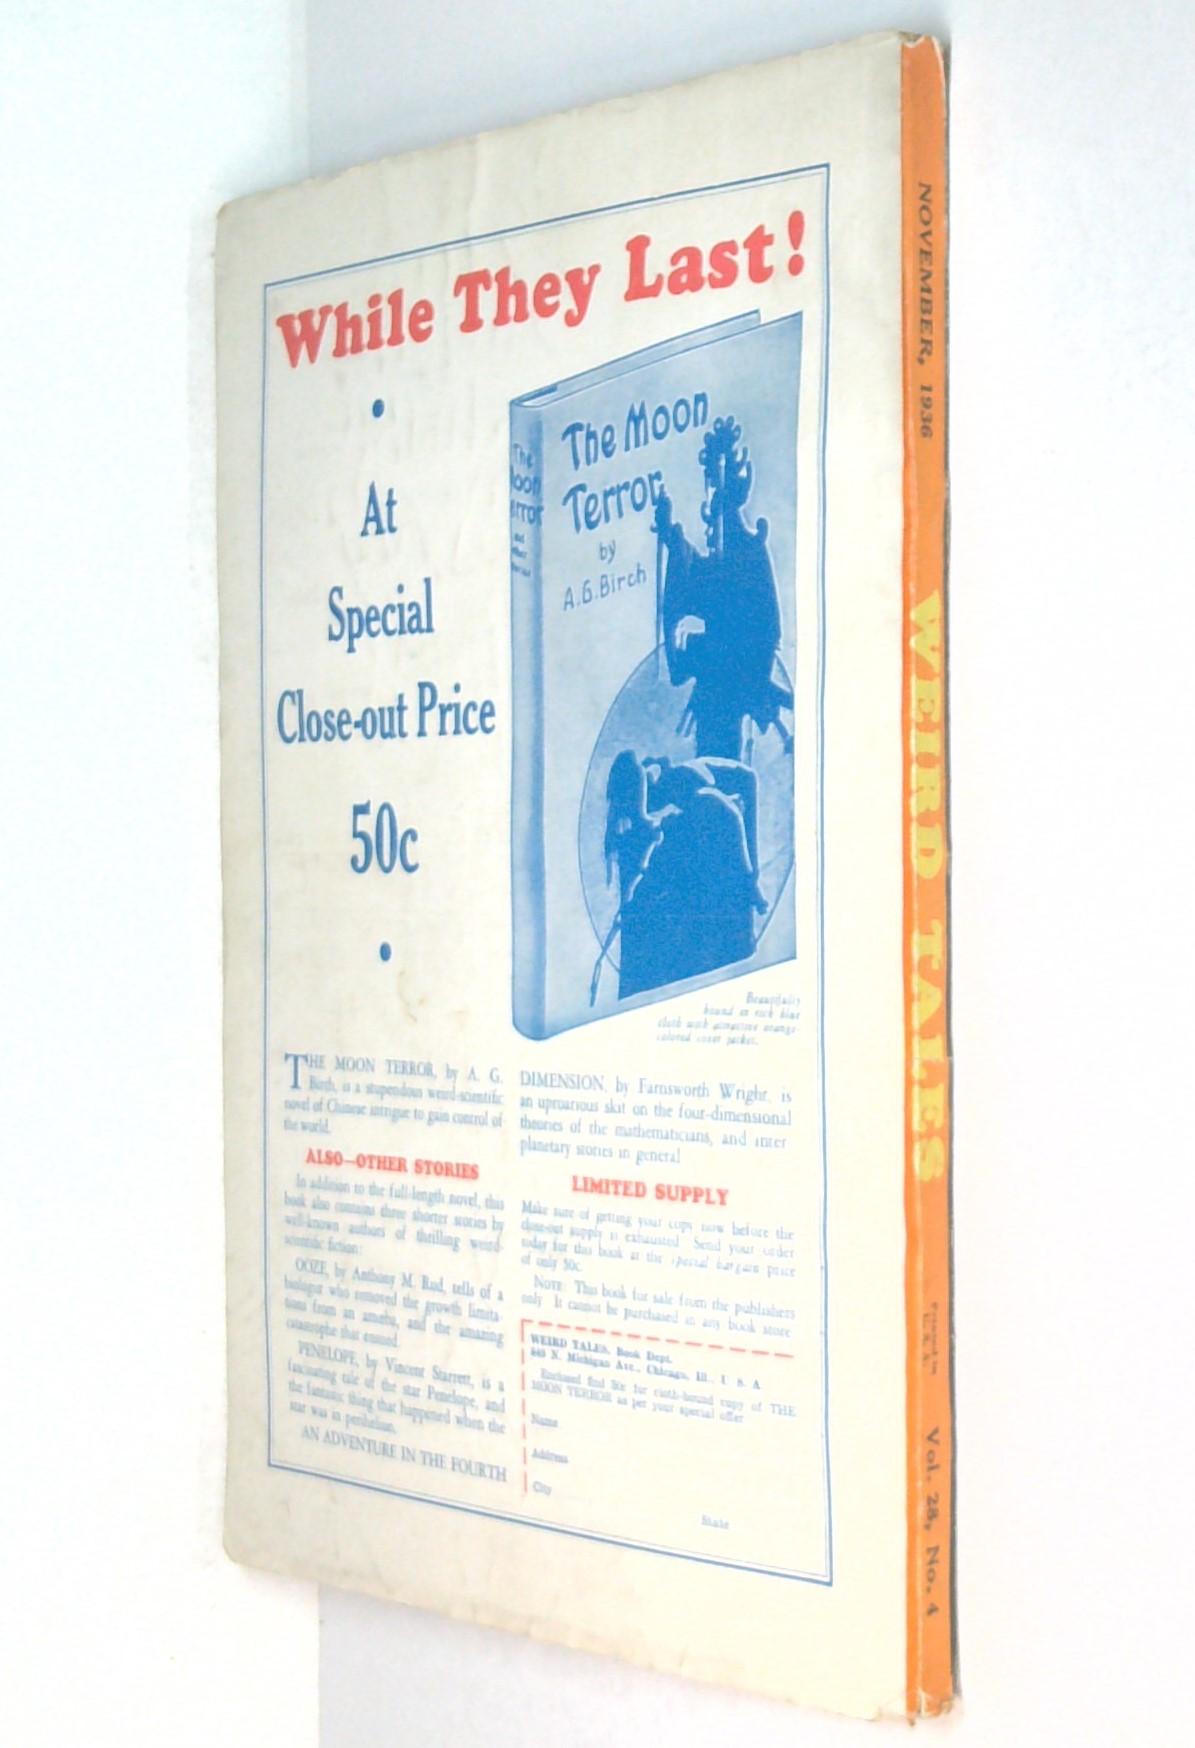 While They Last!
At
Special
Close-out Price
50c
The Moon
Terror
by
A.G.Birch
The
Moon
Terror
and
other
stories
Beautifully
bound in rich blue
cloth with attractive orange-
colored cover jacket.
THE MOON TERROR, by A. G.
Birch, is a stupendous weird-scientific
novel of Chinese intrigue to gain control of
the world.
ALSO—OTHER STORIES
In addition to the full-length novel, this
book also contains three shorter stories by
well-known authors of thrilling weird-
scientific fiction:
OOZE, by Anthony M. Rud, tells of a
biologist who removed the growth limita-
tions from an ameba, and the amazing
catastrophe that ensued.
PENELOPE, by Vincent Starrett, is a
fascinating tale of the star Penelope, and
the fantastic thing that happened when the
star was in perihelion.
AN ADVENTURE IN THE FOURTH
DIMENSION, by Farnsworth Wright, is
an uproarious skit on the four-dimensional
theories of the mathematicians, and inter-
planetary stories in general.
LIMITED SUPPLY
Make sure of getting your copy now before the
close-out supply is exhausted. Send your order
today for this book at the special bargain price
of only 50c.
NOTE: This book for sale from the publishers
only. It cannot be purchased in any book store.
WEIRD TALES, Book Dept.
840 N. Michigan Ave., Chicago, Ill., U. S. A.
Enclosed find 50c for cloth-bound copy of THE
MOON TERROR as per your special offer.
Name
Address
City
State
NOVEMBER, 1936
WEIRD TALES
Printed in
U. S. A.
Vol. 28, No. 4